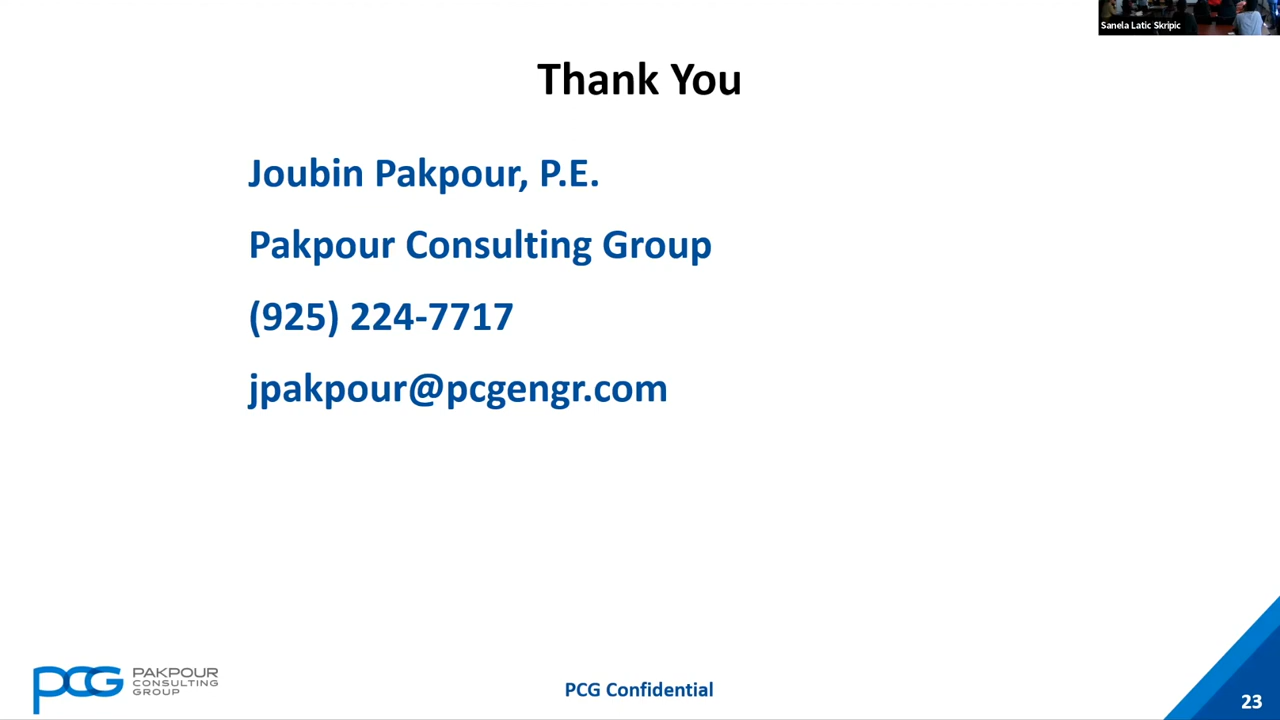 Sanela Latic Skripic
Thank You
Joubin Pakpour, P.E.
Pakpour Consulting Group
(925) 224-7717
jpakpour@pcgengr.com
PCG PAKPOUR
CONSULTING
GROUP
PCG Confidential
23